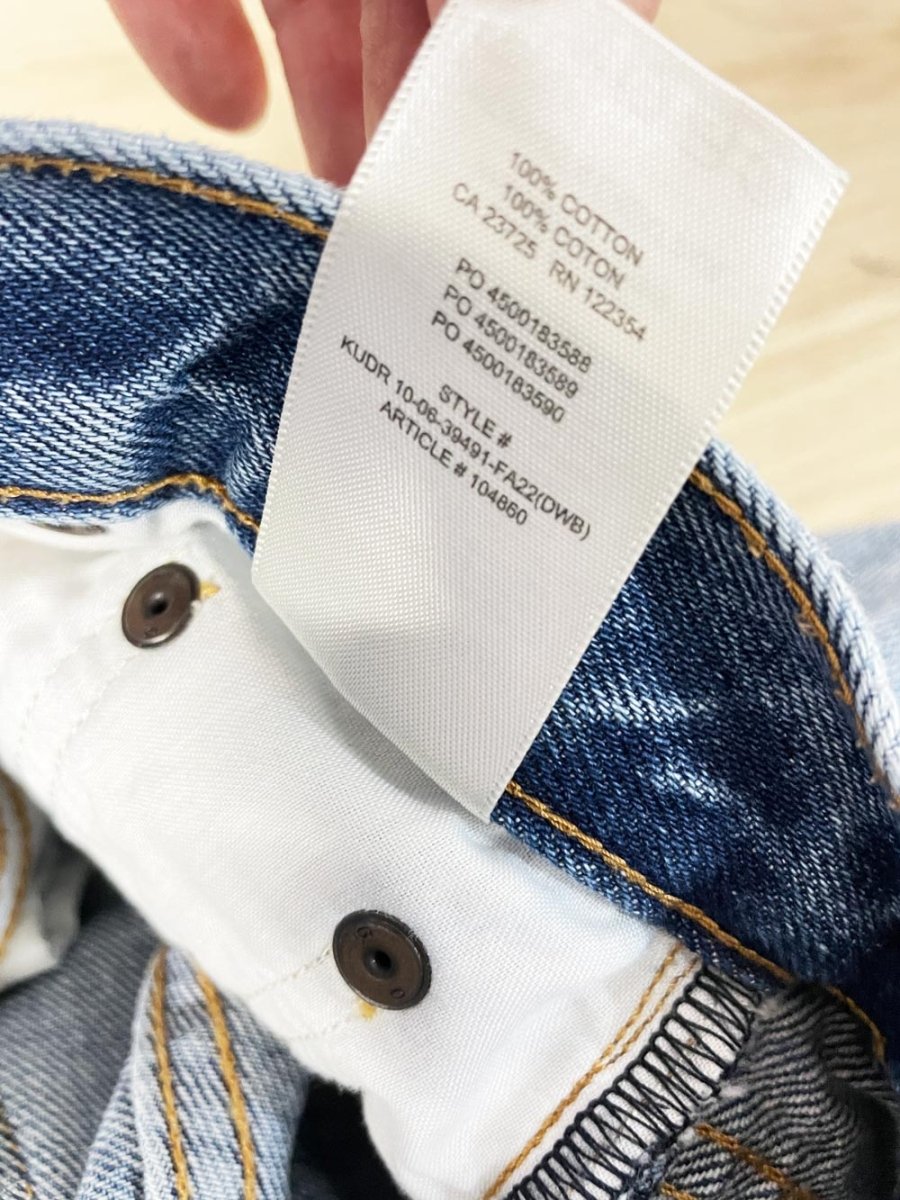 100% COTTON
100% COTON
CA 23725 RN 122354
PO 4500183588
PO 4500183589
PO 4500183590
STYLE #
KUDR 10-06-39491-FA22(DWB)
ARTICLE # 104860